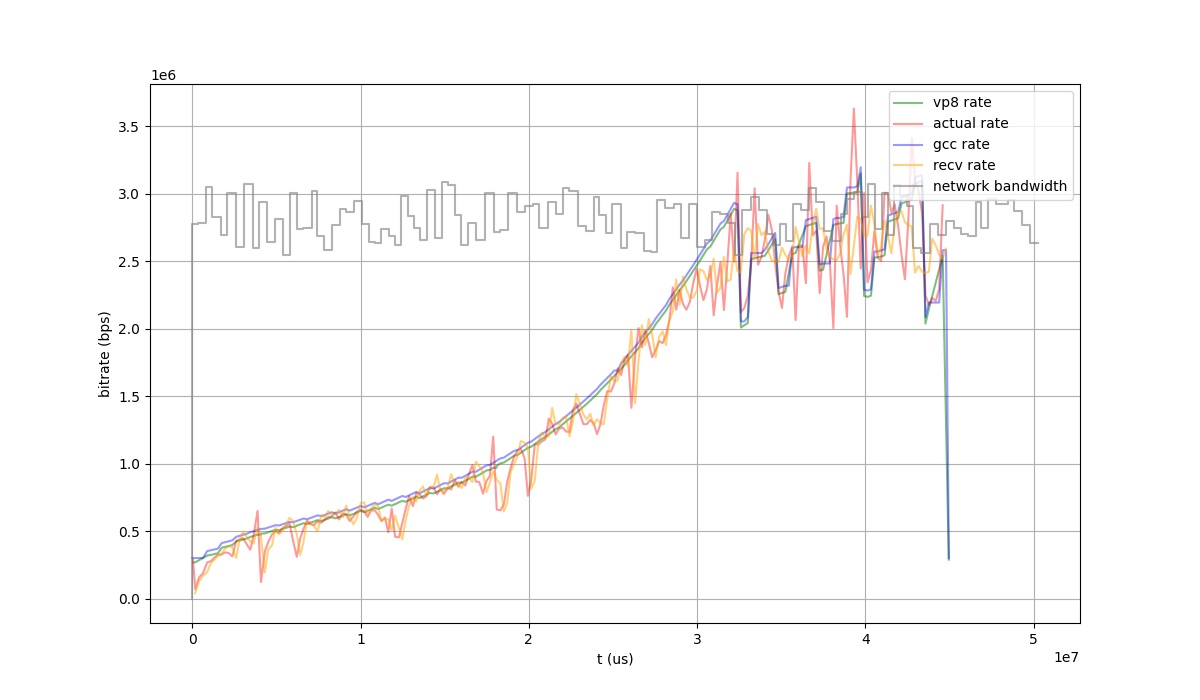 1e6
vp8 rate
actual rate
gcc rate
recv rate
network bandwidth
3.5
3.0
2.5
2.0
1.5
1.0
0.5
0.0
bitrate (bps)
0 1 2 3 4 5
t (us)
1e7